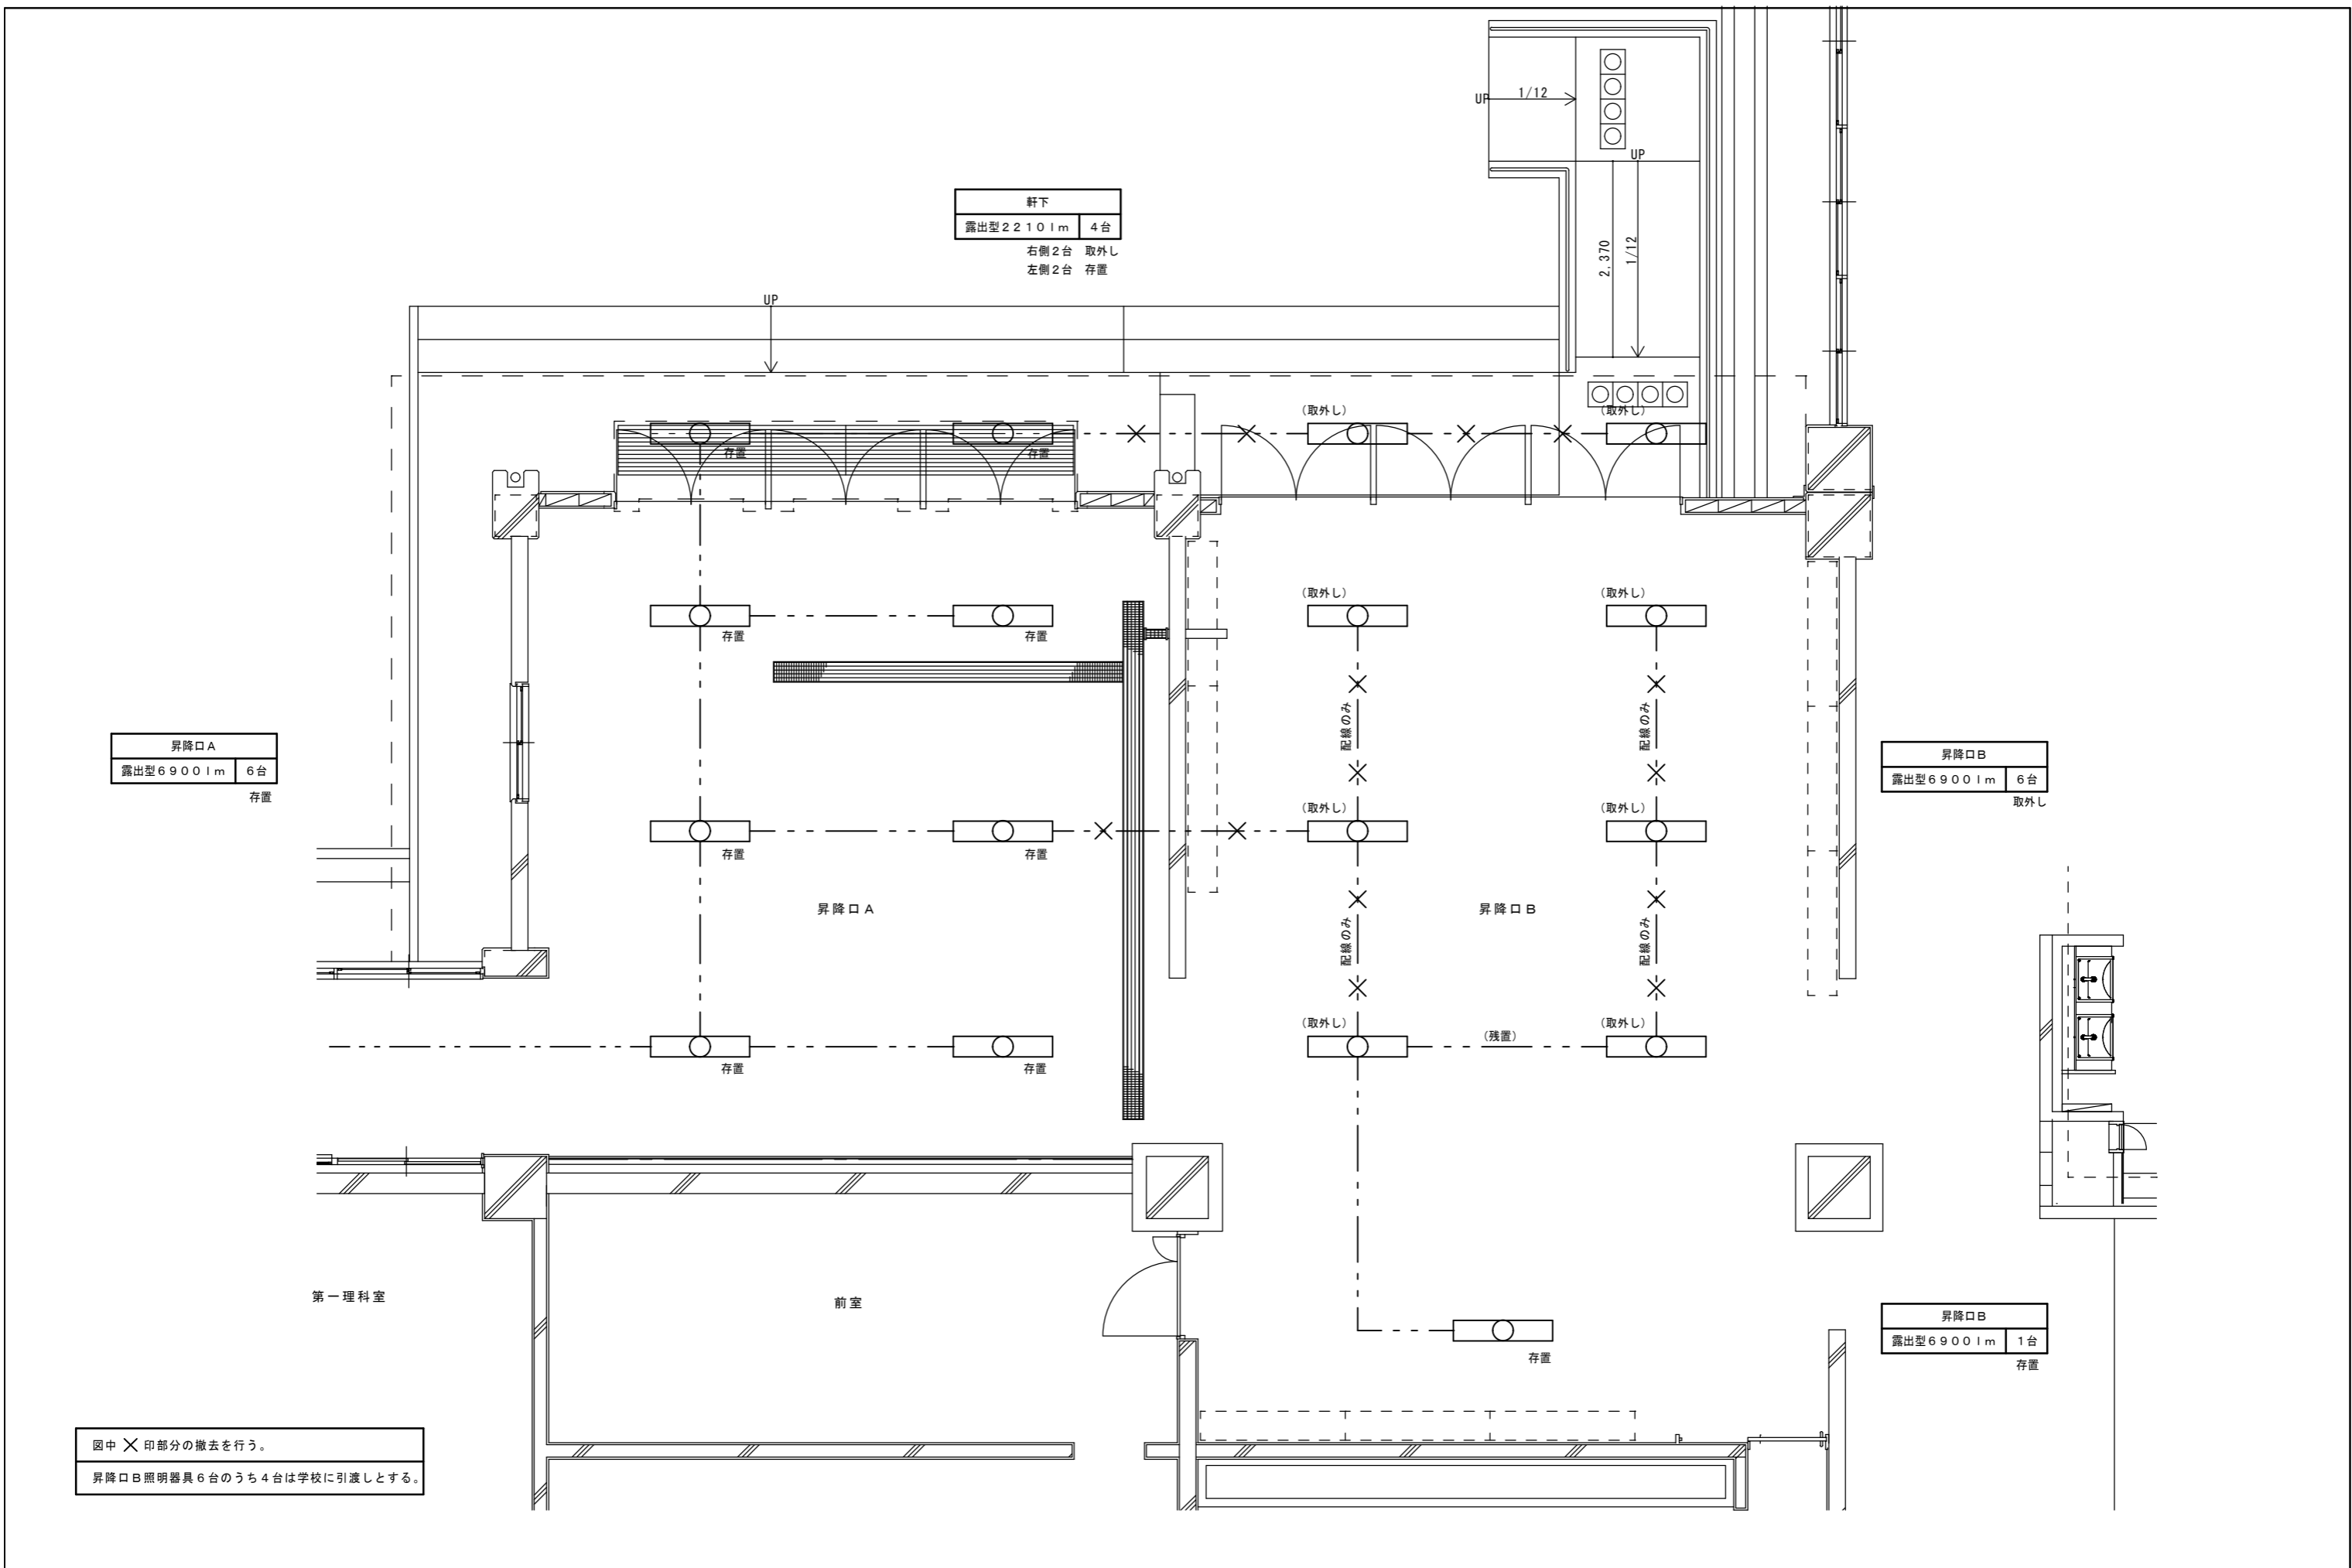 UP
1/12
UP
2,370
1/12
軒下
露出型2210lm 4台
右側2台 取外し
左側2台 存置
UP
(取外し)
(取外し)
存置
存置
(取外し)
(取外し)
存置
存置
配線のみ
配線のみ
昇降口A
露出型6900lm 6台
存置
昇降口B
露出型6900lm 6台
取外し
(取外し)
(取外し)
存置
存置
昇降口A
昇降口B
配線のみ
配線のみ
(取外し)
(残置)
(取外し)
存置
存置
第一理科室
前室
昇降口B
露出型6900lm 1台
存置
存置
図中 × 印部分の撤去を行う。
昇降口B照明器具6台のうち4台は学校に引渡しとする。